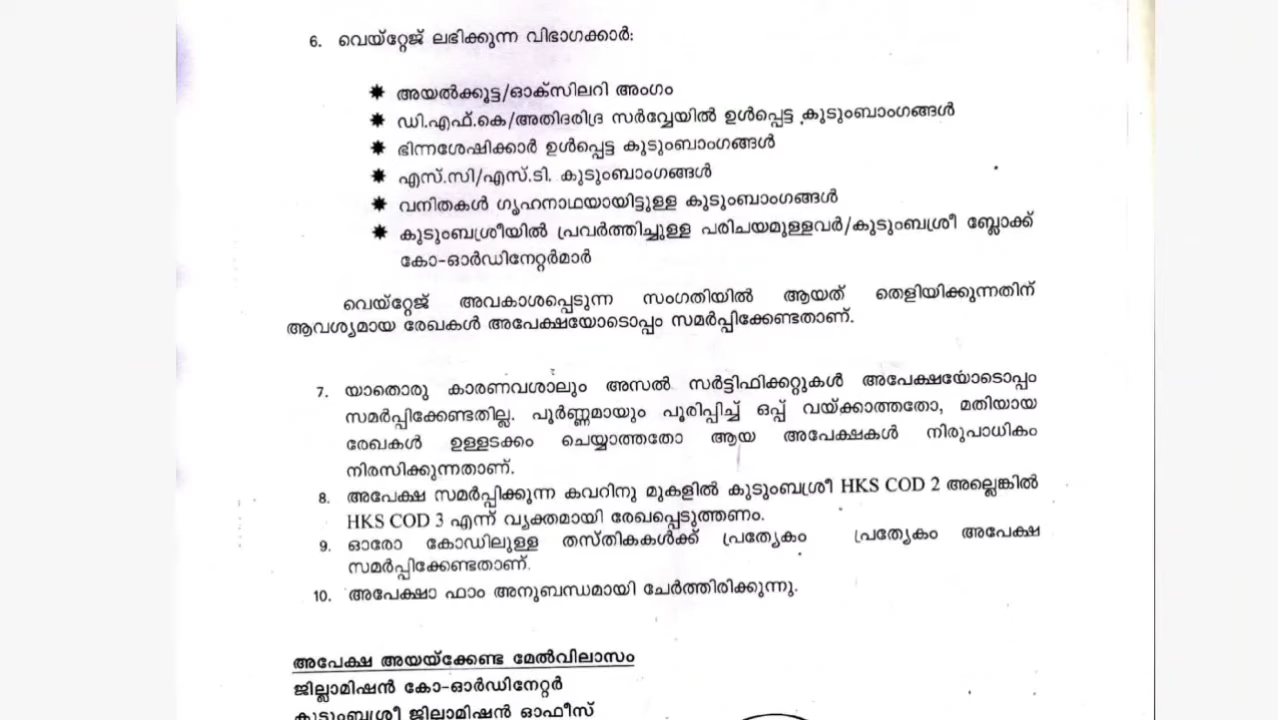 6. വെയ്റ്റേജ് ലഭിക്കുന്ന വിഭാഗക്കാർ:
✷ അയൽക്കൂട്ട/ഓക്സിലറി അംഗം
✷ ഡി.എഫ്.കെ/അതിദരിദ്ര സർവ്വേയിൽ ഉൾപ്പെട്ട കുടുംബാംഗങ്ങൾ
✷ ഭിന്നശേഷിക്കാർ ഉൾപ്പെട്ട കുടുംബാംഗങ്ങൾ
✷ എസ്.സി/എസ്.ടി. കുടുംബാംഗങ്ങൾ
✷ വനിതകൾ ഗൃഹനാഥയായിട്ടുള്ള കുടുംബാംഗങ്ങൾ
✷ കുടുംബശ്രീയിൽ പ്രവർത്തിച്ചുള്ള പരിചയമുള്ളവർ/കുടുംബശ്രീ ബ്ലോക്ക്
കോ-ഓർഡിനേറ്റർമാർ
വെയ്റ്റേജ് അവകാശപ്പെടുന്ന സംഗതിയിൽ ആയത് തെളിയിക്കുന്നതിന്
ആവശ്യമായ രേഖകൾ അപേക്ഷയോടൊപ്പം സമർപ്പിക്കേണ്ടതാണ്.
7. യാതൊരു കാരണവശാലും അസൽ സർട്ടിഫിക്കറ്റുകൾ അപേക്ഷയോടൊപ്പം
സമർപ്പിക്കേണ്ടതില്ല. പൂർണ്ണമായും പൂരിപ്പിച്ച് ഒപ്പ് വയ്ക്കാത്തതോ, മതിയായ
രേഖകൾ ഉള്ളടക്കം ചെയ്യാത്തതോ ആയ അപേക്ഷകൾ നിരുപാധികം
നിരസിക്കുന്നതാണ്.
8. അപേക്ഷ സമർപ്പിക്കുന്ന കവറിനു മുകളിൽ കുടുംബശ്രീ HKS COD 2 അല്ലെങ്കിൽ
HKS COD 3 എന്ന് വ്യക്തമായി രേഖപ്പെടുത്തണം.
9. ഓരോ കോഡിലുള്ള തസ്തികകൾക്ക് പ്രത്യേകം പ്രത്യേകം അപേക്ഷ
സമർപ്പിക്കേണ്ടതാണ്.
10. അപേക്ഷാ ഫാം അനുബന്ധമായി ചേർത്തിരിക്കുന്നു.
അപേക്ഷ അയയ്ക്കേണ്ട മേൽവിലാസം
ജില്ലാമിഷൻ കോ-ഓർഡിനേറ്റർ
കുടുംബശ്രീ ജില്ലാമിഷൻ ഓഫീസ്